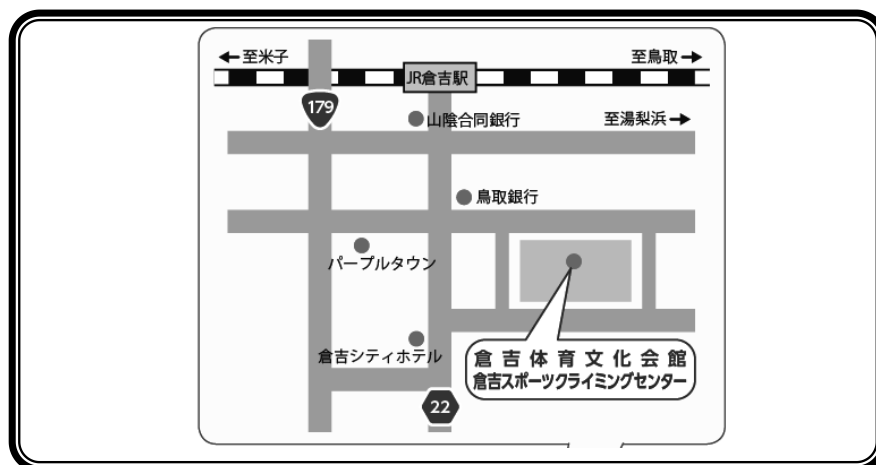 ←至米子
至鳥取→
JR倉吉駅
179
山陰合同銀行
至湯梨浜→
鳥取銀行
パープルタウン
倉吉シティホテル
倉吉体育文化会館
倉吉スポーツクライミングセンター
22